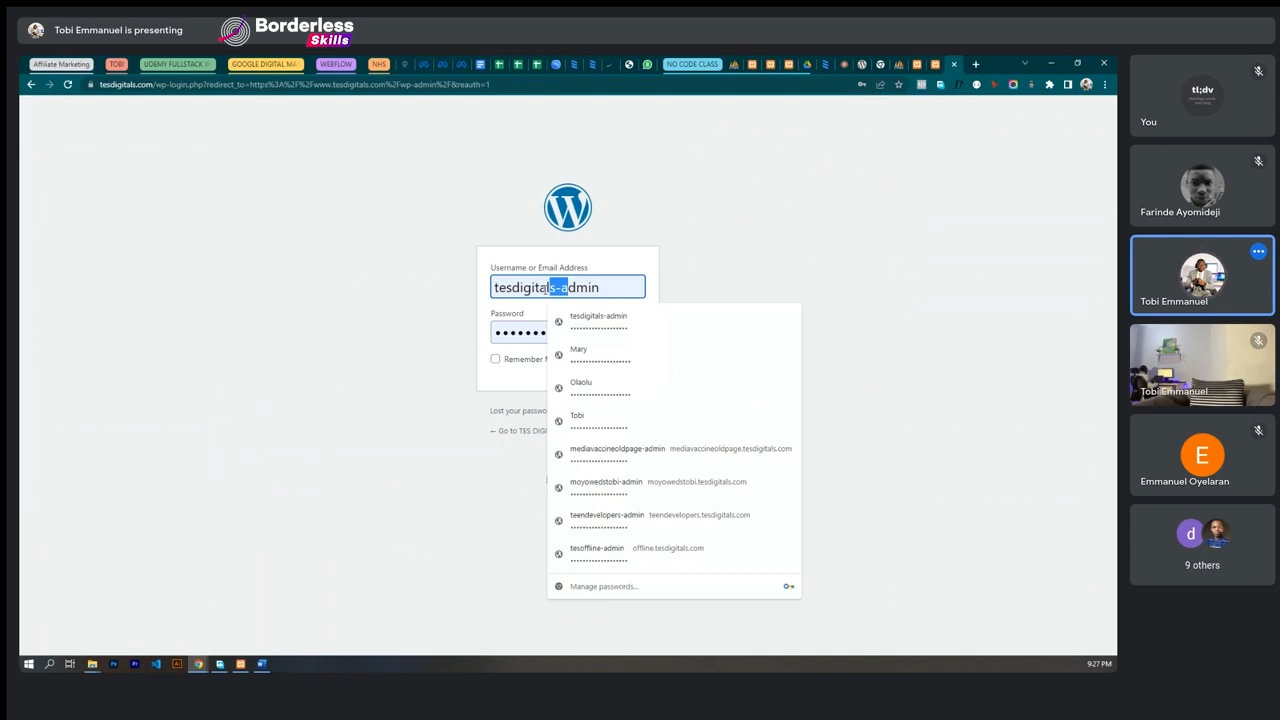 Tobi Emmanuel is presenting
Borderless
Skills
Affiliate Marketing
TOBI
GOOGLE DIGITAL MA
WEBFLOW
NHS
NO CODE CLASS
tesdigitals.com/wp-login.php?redirect_to=https%3A%2F%2Fwww.tesdigitals.com%2Fwp-admin%2F&reauth=1
Username or Email Address
tesdigitals-admin
Password
Remember
Lost your passwo
← Go to TES DIGI
tesdigitals-admin
Mary
Olaolu
Tobi
mediavaccineoldpage-admin mediavaccineoldpage.tesdigitals.com
moyowedstobi-admin moyowedstobi.tesdigitals.com
teendevelopers-admin teendevelopers.tesdigitals.com
tesoffline-admin offline.tesdigitals.com
Manage passwords...
9:27 PM
tl;dv
You
Farinde Ayomideji
Tobi Emmanuel
Tobi Emmanuel
E
Emmanuel Oyelaran
d
9 others